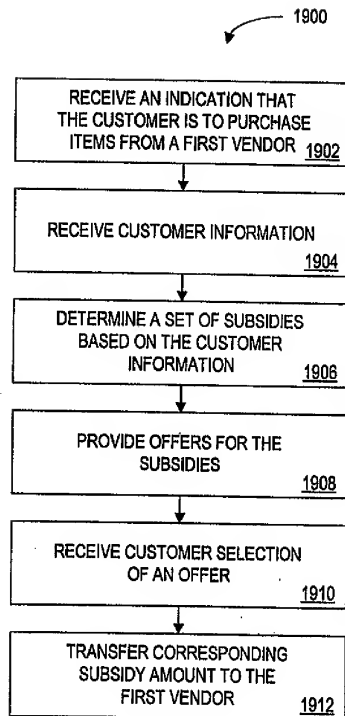 1900
RECEIVE AN INDICATION THAT
THE CUSTOMER IS TO PURCHASE
ITEMS FROM A FIRST VENDOR
1902
RECEIVE CUSTOMER INFORMATION
1904
DETERMINE A SET OF SUBSIDIES
BASED ON THE CUSTOMER
INFORMATION
1906
PROVIDE OFFERS FOR THE
SUBSIDIES
1908
RECEIVE CUSTOMER SELECTION
OF AN OFFER
1910
TRANSFER CORRESPONDING
SUBSIDY AMOUNT TO THE
FIRST VENDOR
1912